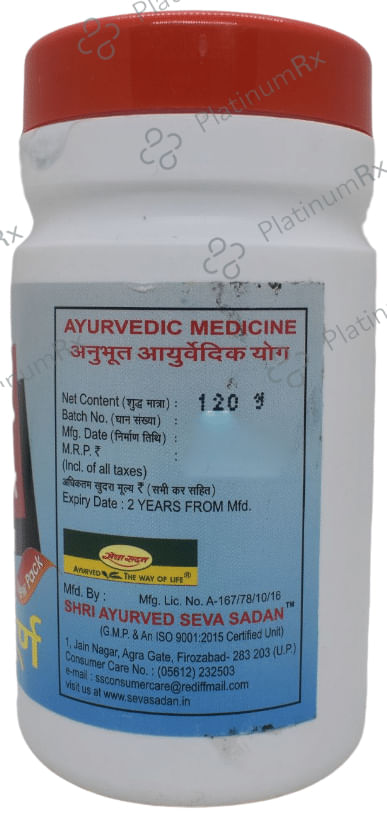 AYURVEDIC MEDICINE
अनुभूत आयुर्वेदिक योग
Net Content (शुद्ध मात्रा) : 120 ग्र
Batch No. (घान संख्या) :
Mfg. Date (निर्माण तिथि) :
M.R.P. ₹ :
(Incl. of all taxes)
अधिकतम खुदरा मूल्य ₹ (सभी कर सहित)
Expiry Date : 2 YEARS FROM Mfd.
सेवा सदन
AYURVED THE WAY OF LIFE®
Mfd. By : Mfg. Lic. No. A-167/78/10/16
SHRI AYURVED SEVA SADAN™
(G.M.P. & An ISO 9001:2015 Certified Unit)
1, Jain Nagar, Agra Gate, Firozabad- 283 203 (U.P.)
Consumer Care No. : (05612) 232503
e-mail : ssconsumercare@rediffmail.com
visit us at www.sevasadan.in
Pack
PlatinumRx
PlatinumRx
PlatinumRx
PlatinumRx